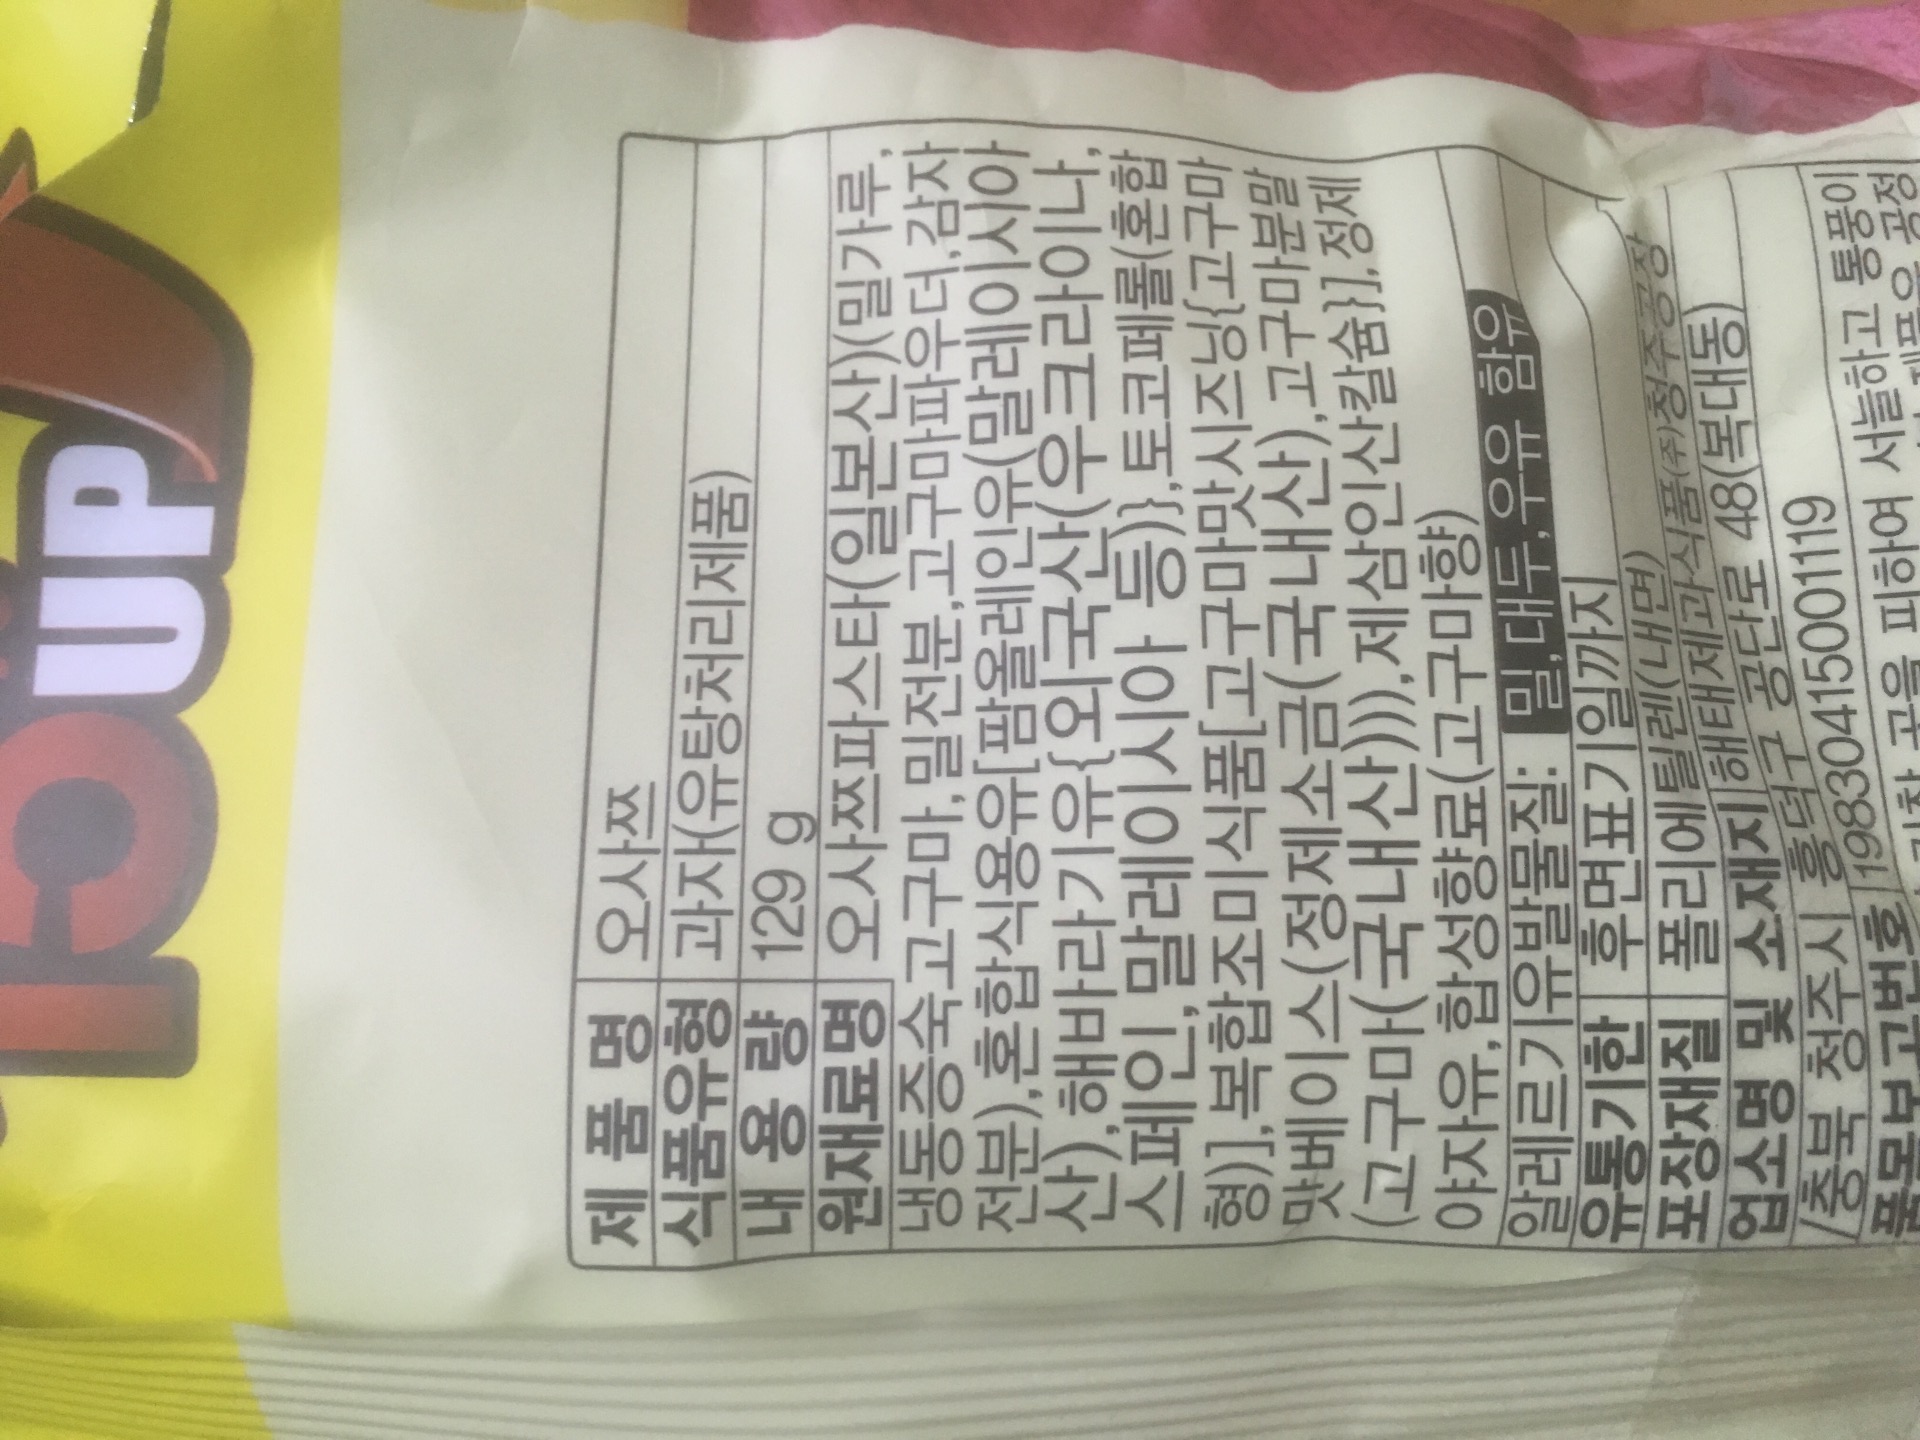 UP
제 품 명 오사쯔
식품유형 과자(유탕처리제품)
내 용 량 129 g
원재료명 오사쯔파스타(일본산)(밀가루,
냉동증숙고구마,밀전분,고구마파우더,감자
전분),혼합식용유[팜올레인유(말레이시아
산),해바라기유{외국산(우크라이나,
스페인,말레이시아 등)},토코페롤(혼합
형)],복합조미식품[고구마맛시즈닝{고구마
맛베이스(정제소금(국내산),고구마분말
(고구마(국내산)))),제삼인산칼슘}],정제
야자유,합성향료(고구마향)
알레르기유발물질: 밀,대두,우유 함유
유통기한 후면표기일까지
포장재질 폴리에틸렌(내면)
업소명 및 소재지 해태제과식품(주)청주공장
/충북 청주시 흥덕구 공단로 48(복대동)
품목보고번호 19830415001119
곳을 피하여 서늘하고 통풍이